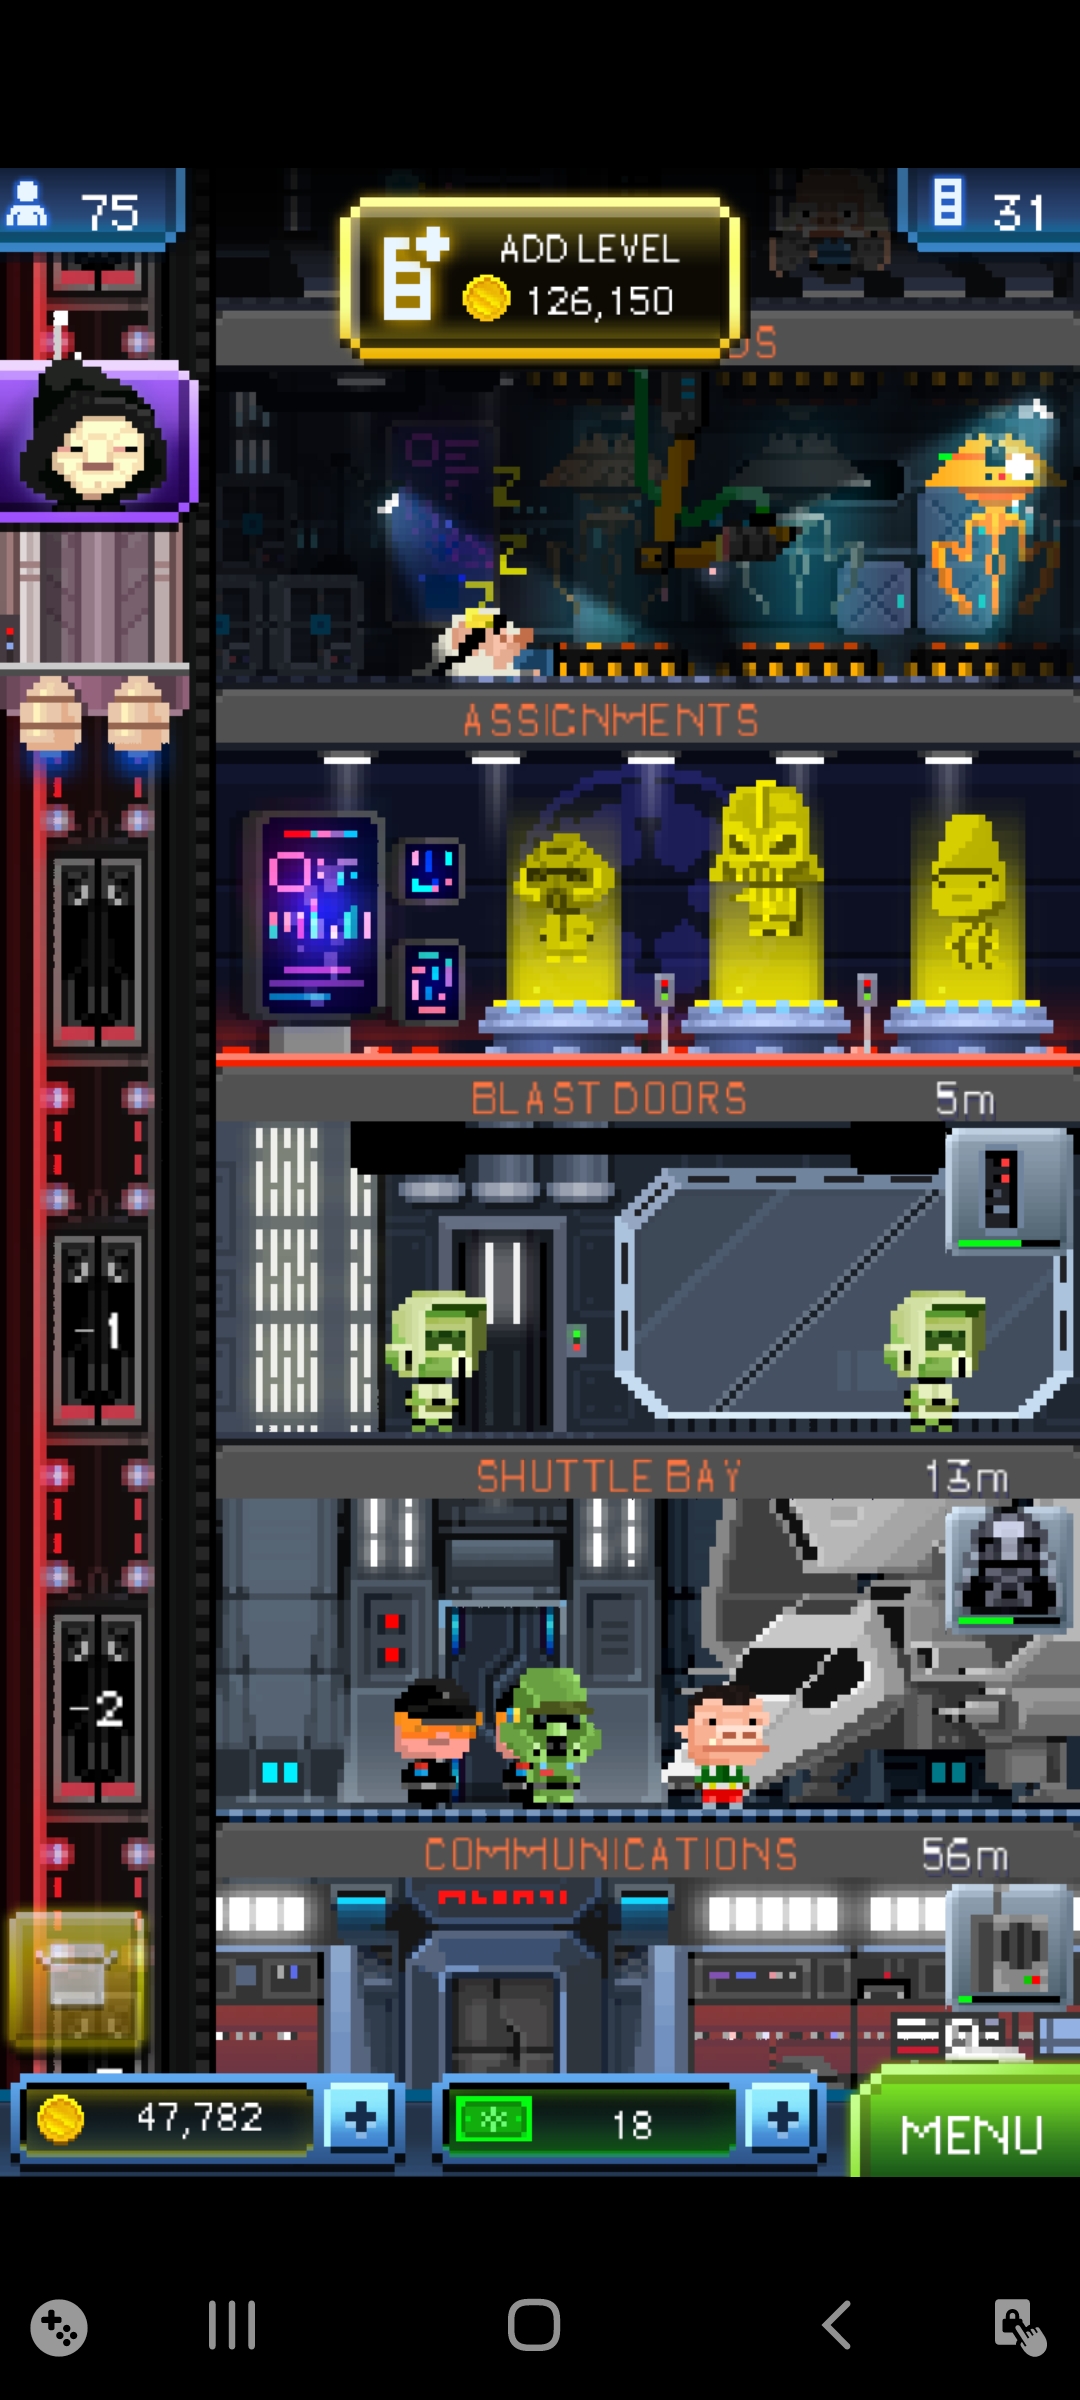 75
ADD LEVEL
126,150
31
DS
Z
Z
Z
ASSIGNMENTS
BLAST DOORS 5m
-1
SHUTTLE BAY 13m
-2
COMMUNICATIONS 56m
47,782
18
MENU